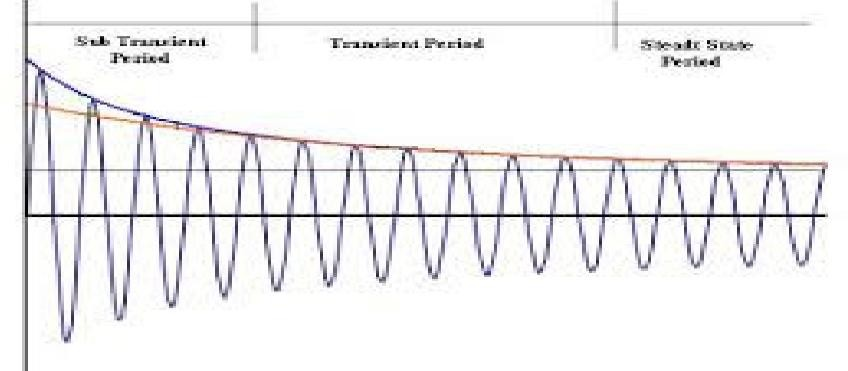 Sub Transient
Period
Transient Period
Steady State
Period